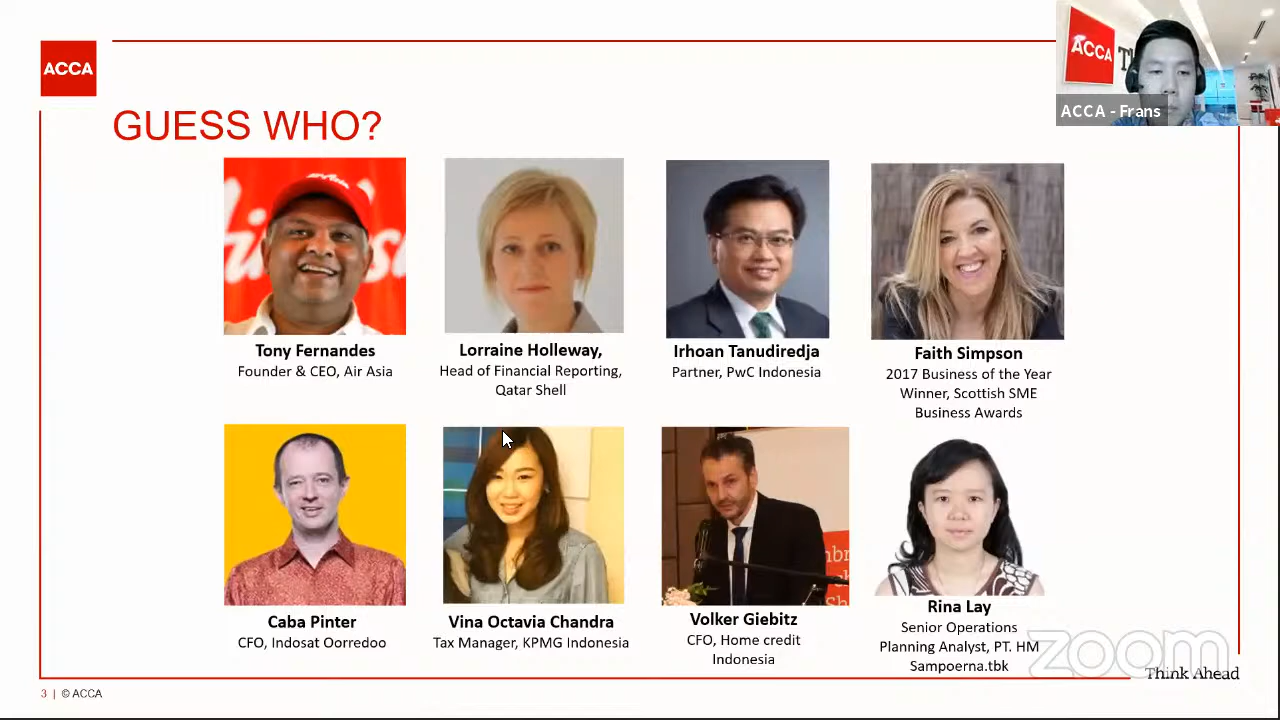 ACCA
ACCA
ACCA - Frans
GUESS WHO?
Tony Fernandes
Founder & CEO, Air Asia
Lorraine Holleway,
Head of Financial Reporting,
Qatar Shell
Irhoan Tanudiredja
Partner, PwC Indonesia
Faith Simpson
2017 Business of the Year
Winner, Scottish SME
Business Awards
Caba Pinter
CFO, Indosat Oorredoo
Vina Octavia Chandra
Tax Manager, KPMG Indonesia
Volker Giebitz
CFO, Home credit
Indonesia
Rina Lay
Senior Operations
Planning Analyst, PT. HM
Sampoerna.tbk
zoom
Think Ahead
3 | © ACCA